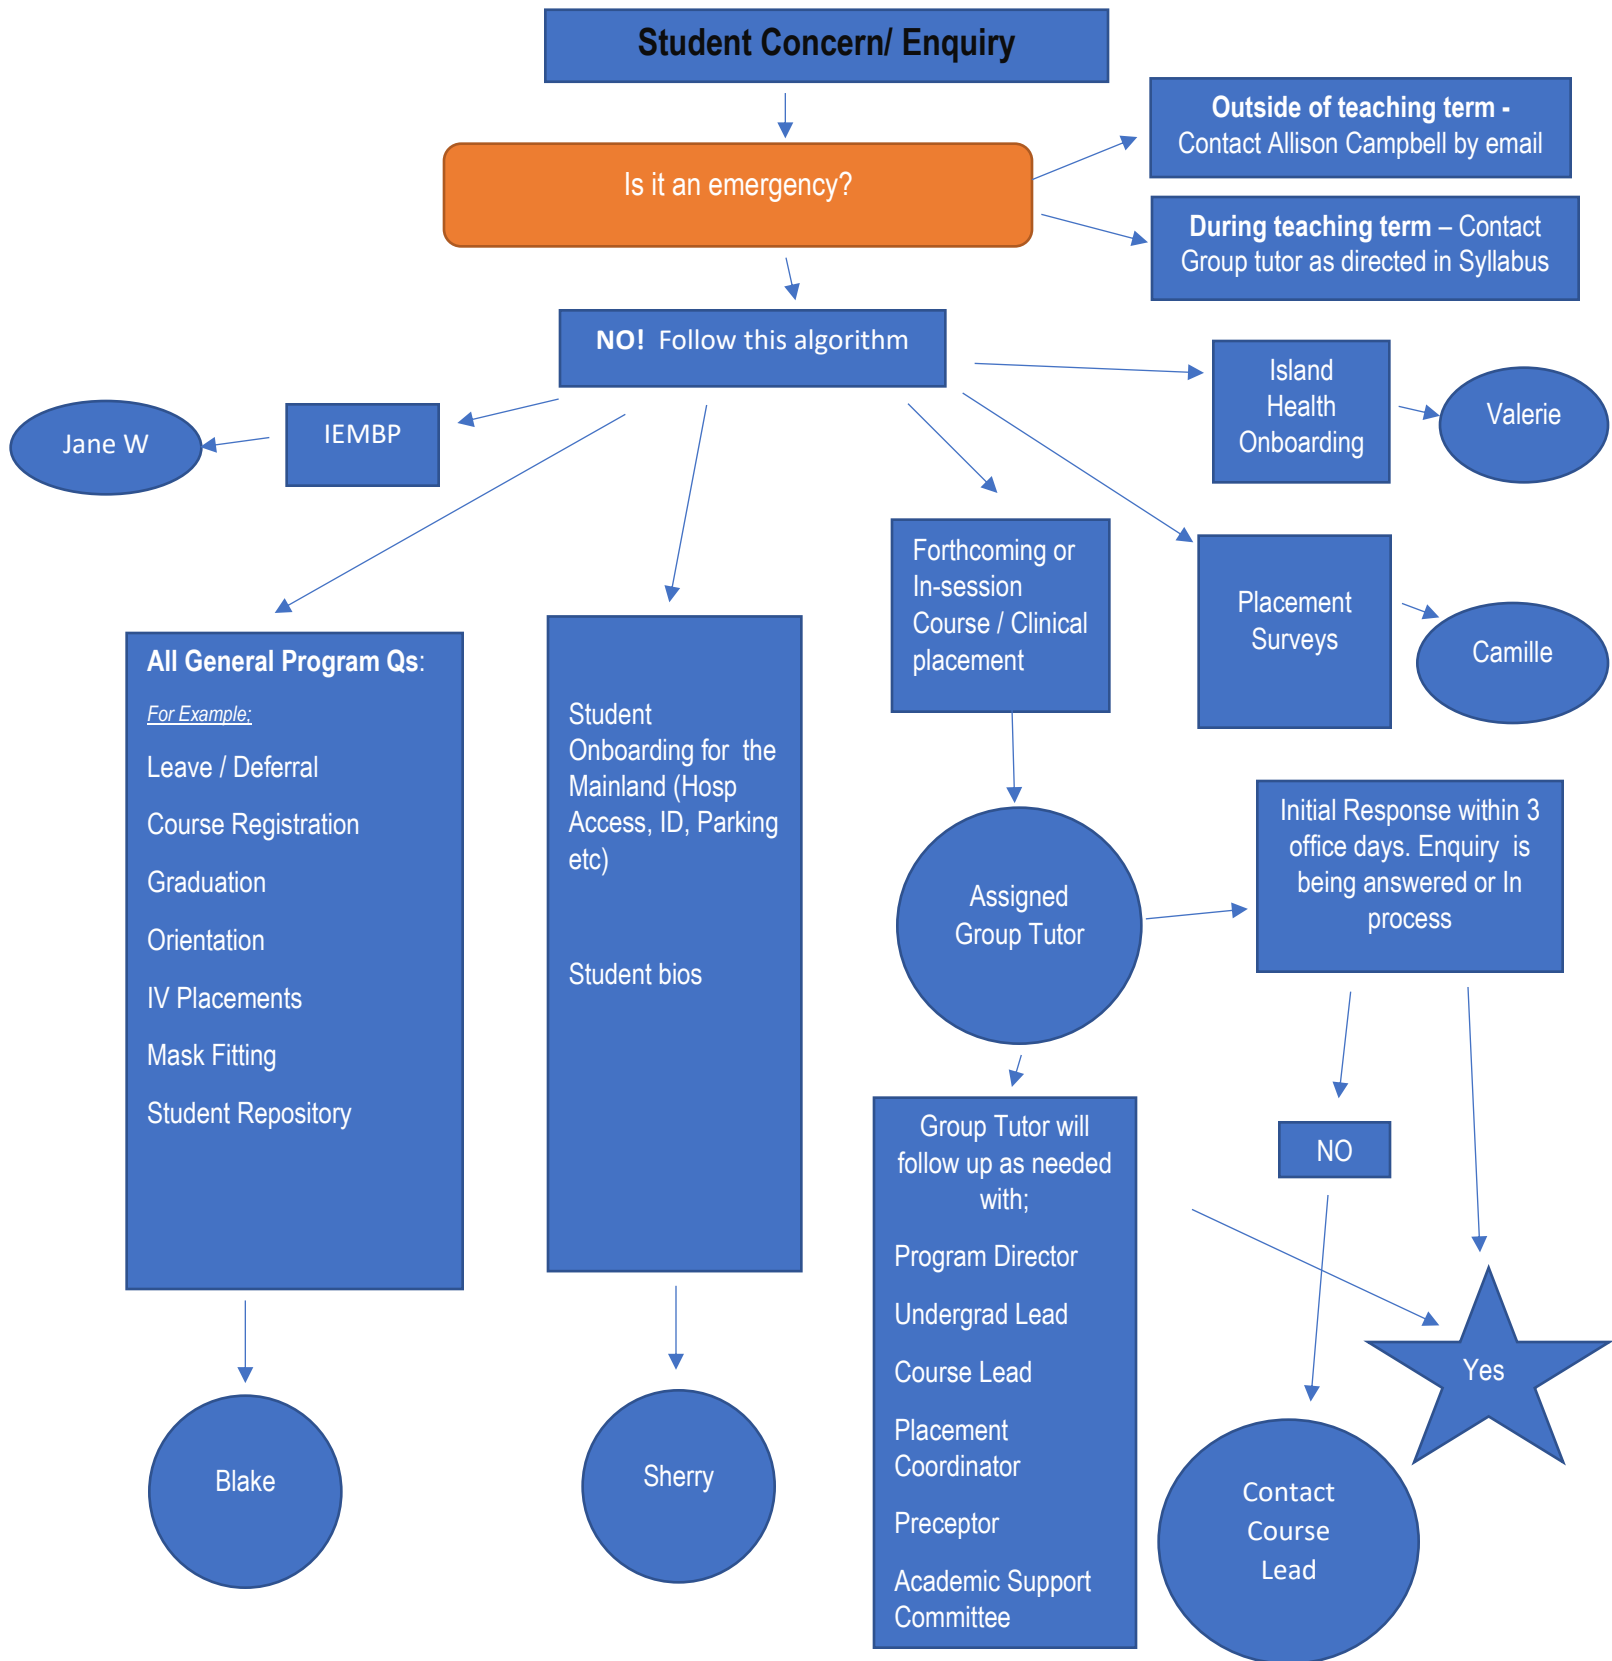 Student Concern/ Enquiry
Outside of teaching term -
Contact Allison Campbell by email
Is it an emergency?
During teaching term – Contact
Group tutor as directed in Syllabus
NO!  Follow this algorithm
Island
Health
Onboarding
Valerie
IEMBP
Jane W
Forthcoming or
In-session
Course / Clinical
placement
Placement
Surveys
Camille
All General Program Qs:
For Example;
Leave / Deferral
Course Registration
Graduation
Orientation
IV Placements
Mask Fitting
Student Repository
Student
Onboarding for  the
Mainland (Hosp
Access, ID, Parking
etc)
Student bios
Assigned
Group Tutor
Initial Response within 3
office days. Enquiry  is
being answered or In
process
Group Tutor will
follow up as needed
with;
Program Director
Undergrad Lead
Course Lead
Placement
Coordinator
Preceptor
Academic Support
Committee
NO
Yes
Blake
Sherry
Contact
Course
Lead